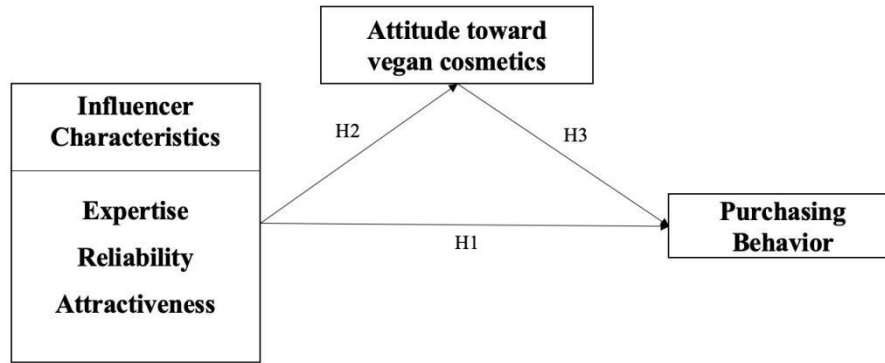 Attitude toward
vegan cosmetics
Influencer
Characteristics
H2
H3
Expertise
Reliability
Attractiveness
H1
Purchasing
Behavior